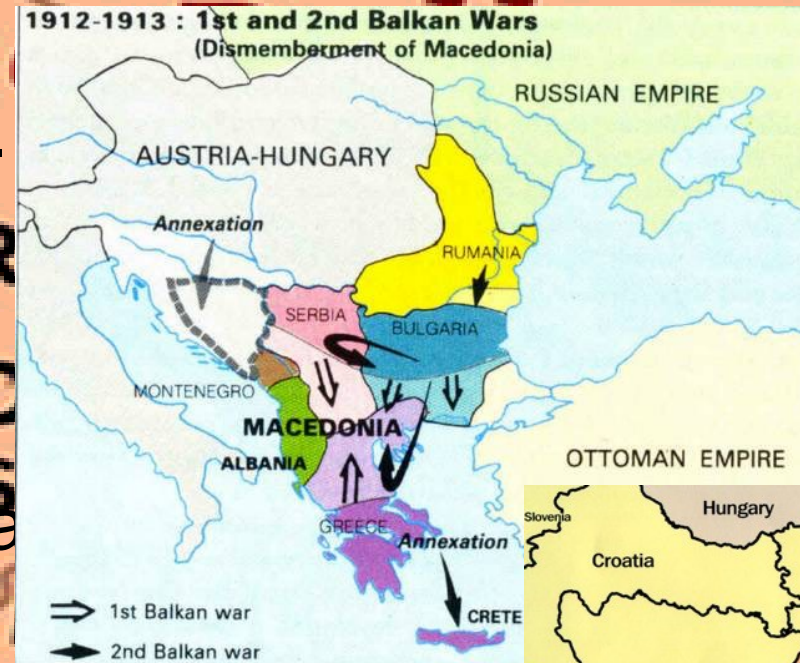 1912-1913 : 1st and 2nd Balkan Wars
(Dismemberment of Macedonia)
RUSSIAN EMPIRE
AUSTRIA-HUNGARY
Annexation
RUMANIA
SERBIA
BULGARIA
MONTENEGRO
MACEDONIA
ALBANIA
OTTOMAN EMPIRE
GREECE
Annexation
CRETE
1st Balkan war
2nd Balkan war
Slovenia
Hungary
Croatia